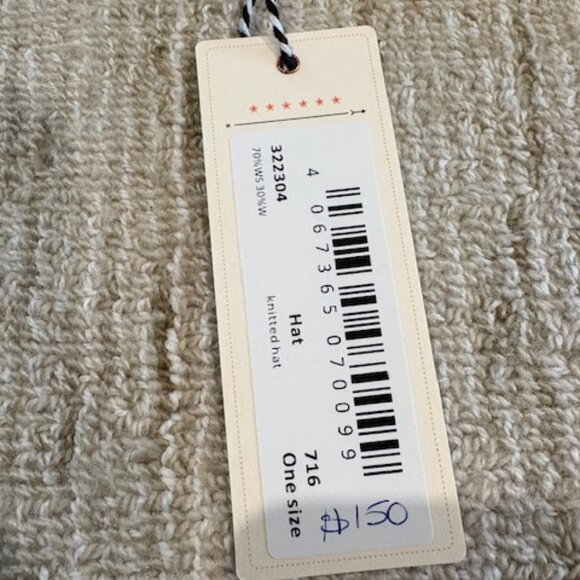 ******
322304
70%WS 30%W
Hat
knitted hat
716
One size
4 067365 070099
$150